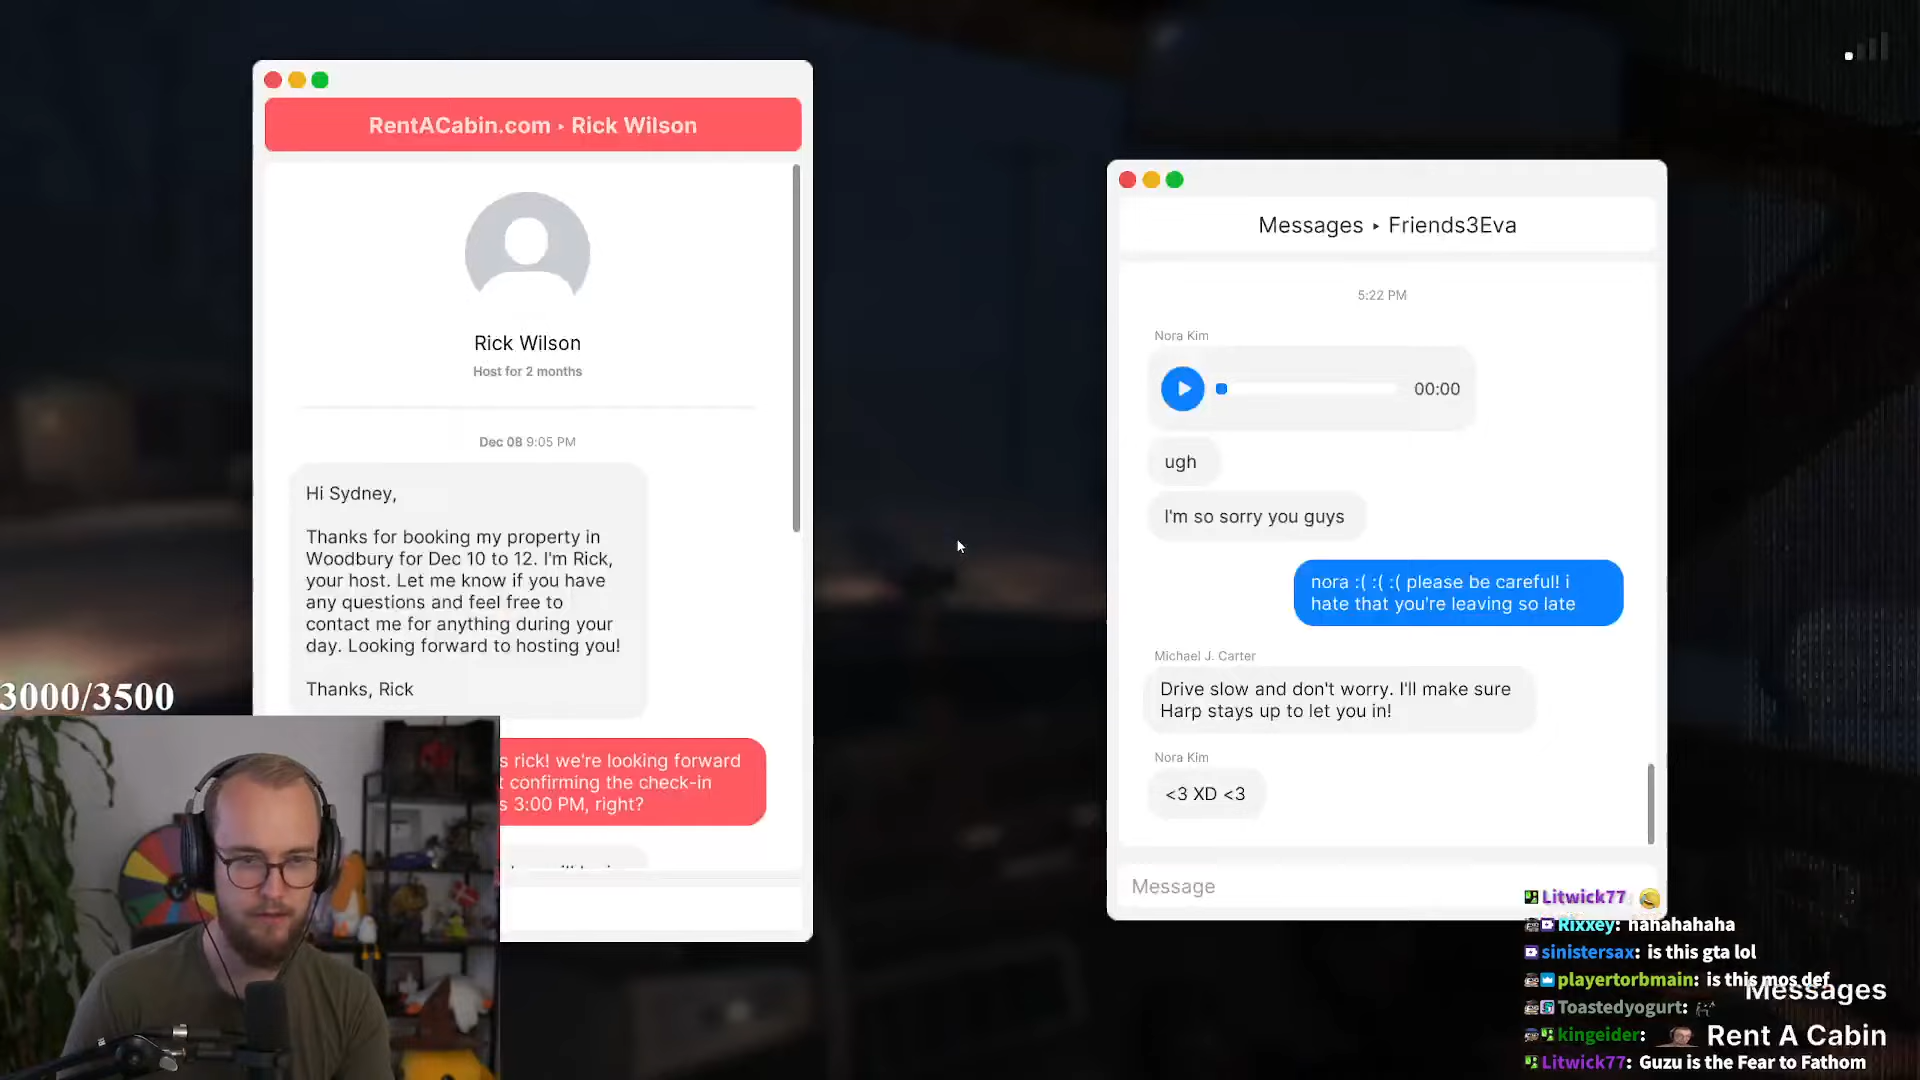 RentACabin.com ▸ Rick Wilson
Rick Wilson
Host for 2 months
Dec 08 9:05 PM
Hi Sydney,
Thanks for booking my property in
Woodbury for Dec 10 to 12. I'm Rick,
your host. Let me know if you have
any questions and feel free to
contact me for anything during your
day. Looking forward to hosting you!
Thanks, Rick
s rick! we're looking forward
t confirming the check-in
s 3:00 PM, right?
3000/3500
Messages ▸ Friends3Eva
5:22 PM
Nora Kim
00:00
ugh
I'm so sorry you guys
nora :( :( :( please be careful! i
hate that you're leaving so late
Michael J. Carter
Drive slow and don't worry. I'll make sure
Harp stays up to let you in!
Nora Kim
<3 XD <3
Message
Litwick77:
Rixxey: hahahahaha
sinistersax: is this gta lol
playertorbmain: is this mos def
Messages
Toastedyogurt:
kingeider:
Rent A Cabin
Litwick77: Guzu is the Fear to Fathom